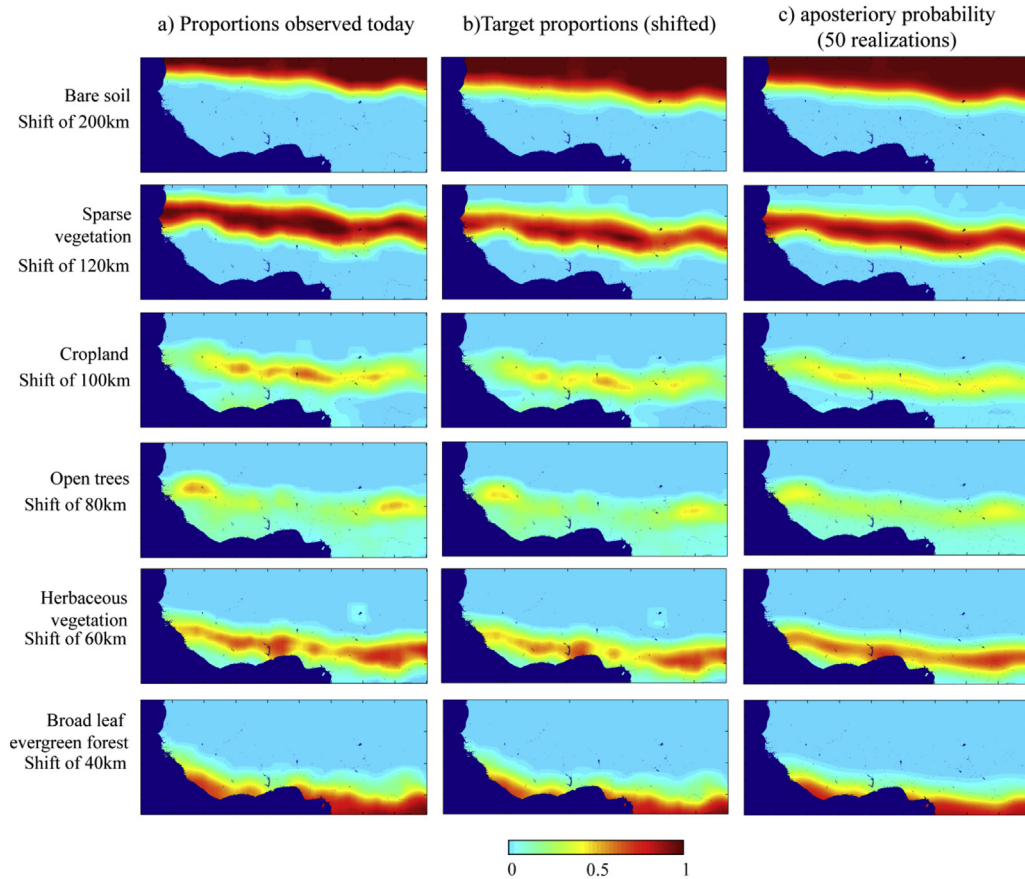 a) Proportions observed today
b)Target proportions (shifted)
c) aposteriory probability
(50 realizations)
Bare soil
Shift of 200km
Sparse
vegetation
Shift of 120km
Cropland
Shift of 100km
Open trees
Shift of 80km
Herbaceous
vegetation
Shift of 60km
Broad leaf
evergreen forest
Shift of 40km
0
0.5
1